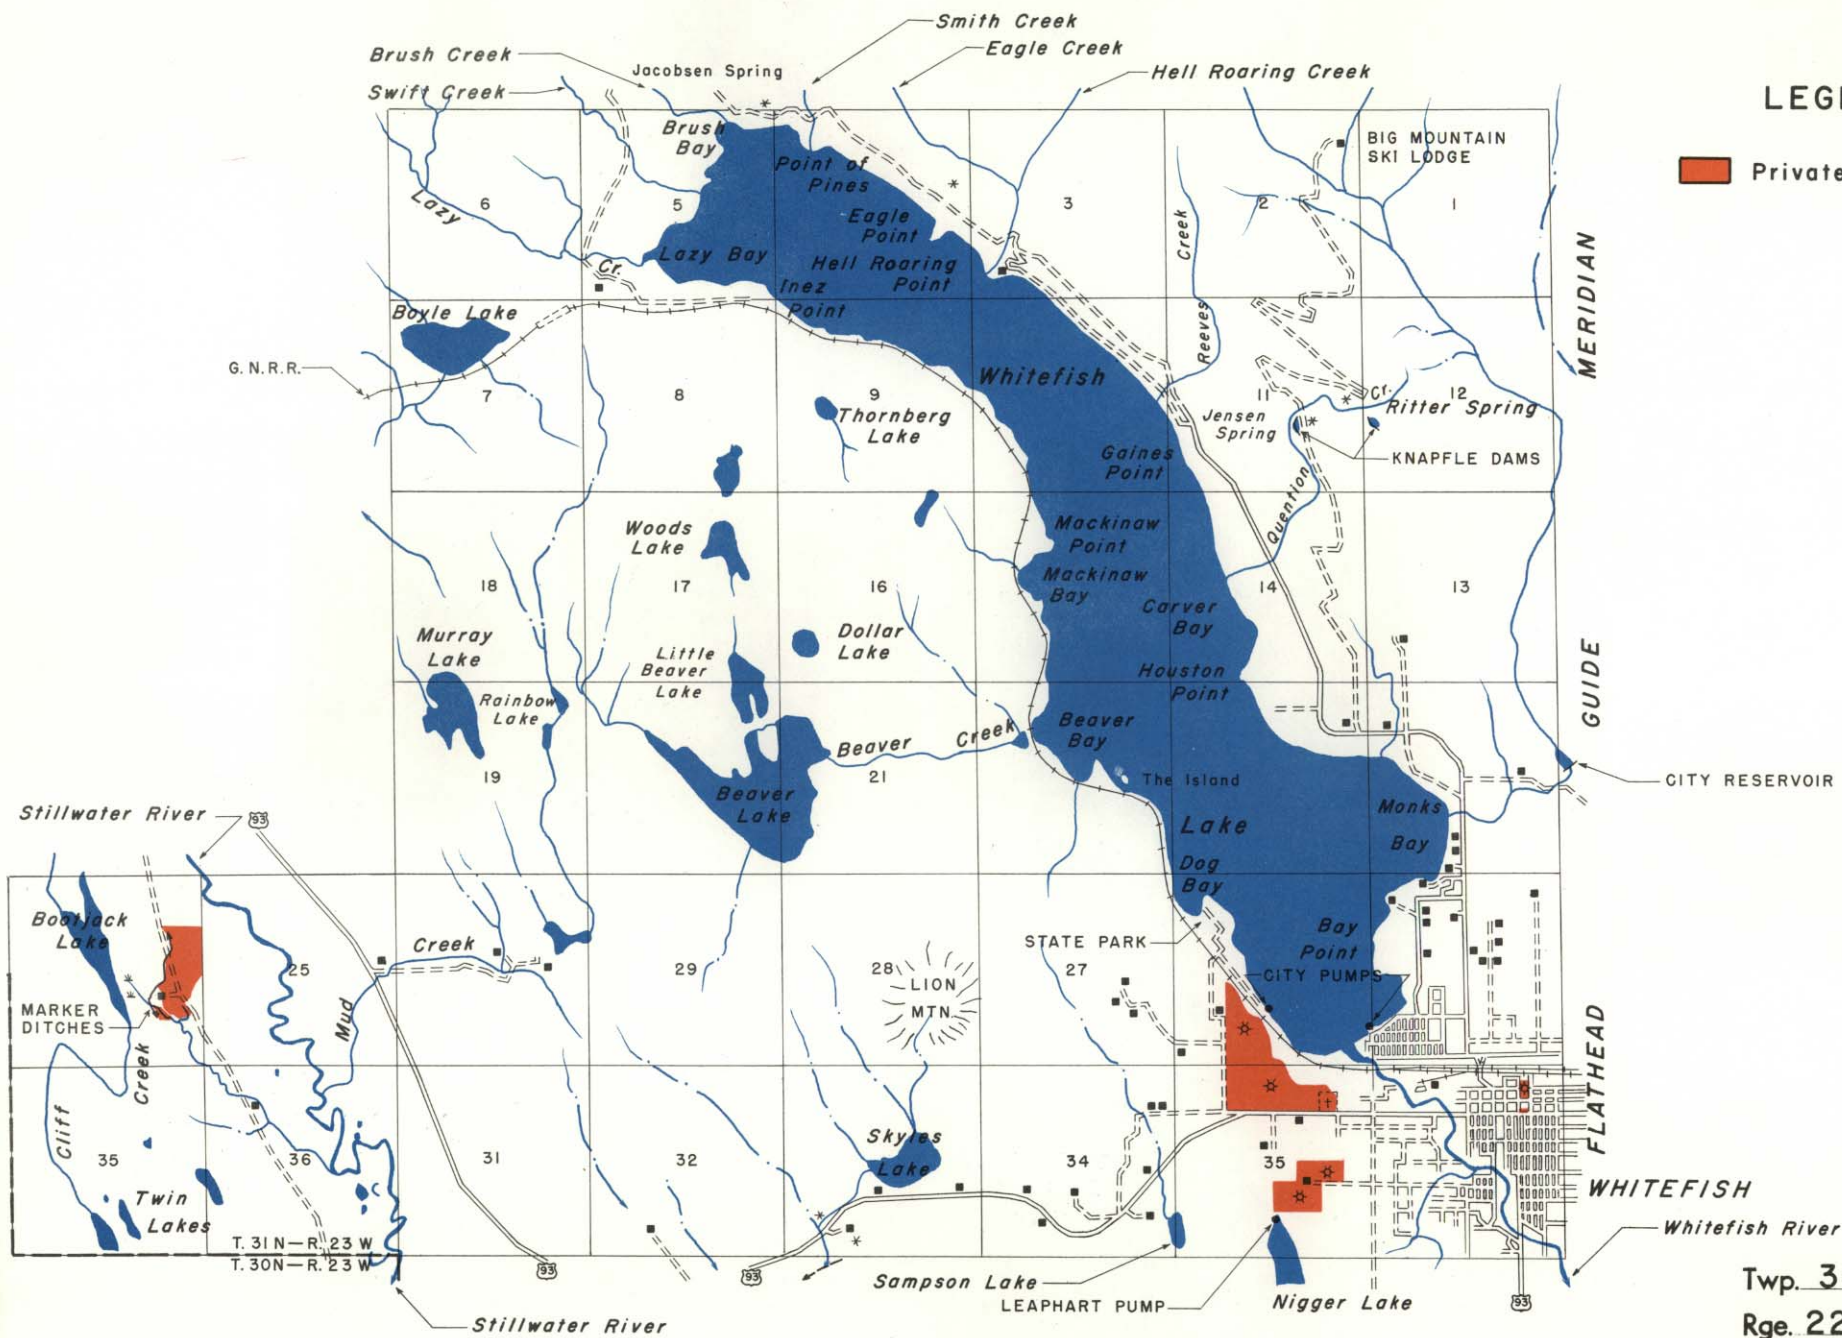 Smith Creek
Eagle Creek
Brush Creek
Jacobsen Spring
Hell Roaring Creek
Swift Creek
LEG
Private
BIG MOUNTAIN
SKI LODGE
Brush
Bay
Point of
Pines
Lazy
6
5
3
2
1
Eagle
Point
Creek
Lazy Bay
Hell Roaring
Point
Cr.
Inez
Point
MERIDIAN
Boyle Lake
Reeves
G.N.R.R.
Whitefish
7
8
9
11
Cr.
12
Thornberg
Lake
Jensen
Spring
Ritter Spring
KNAPFLE DAMS
Gaines
Point
Quention
Woods
Lake
Mackinaw
Point
Mackinaw
Bay
18
17
16
14
13
Carver
Bay
Murray
Lake
Dollar
Lake
Little
Beaver
Lake
Houston
Point
GUIDE
Rainbow
Lake
Beaver
Bay
Beaver Creek
19
21
The Island
CITY RESERVOIR
Beaver
Lake
Stillwater River
93
Lake
Monks
Bay
Dog
Bay
Bootjack
Lake
Creek
STATE PARK
Bay
Point
25
29
28
27
CITY PUMPS
LION
MTN.
MARKER
DITCHES
Mud
Creek
Cliff
FLATHEAD
Skyles
Lake
35
36
31
32
34
35
Twin
Lakes
WHITEFISH
T. 31 N—R. 23 W
T. 30N—R. 23 W
Whitefish River
93
93
Sampson Lake
LEAPHART PUMP
Nigger Lake
93
Twp. 3
Rge. 22
Stillwater River